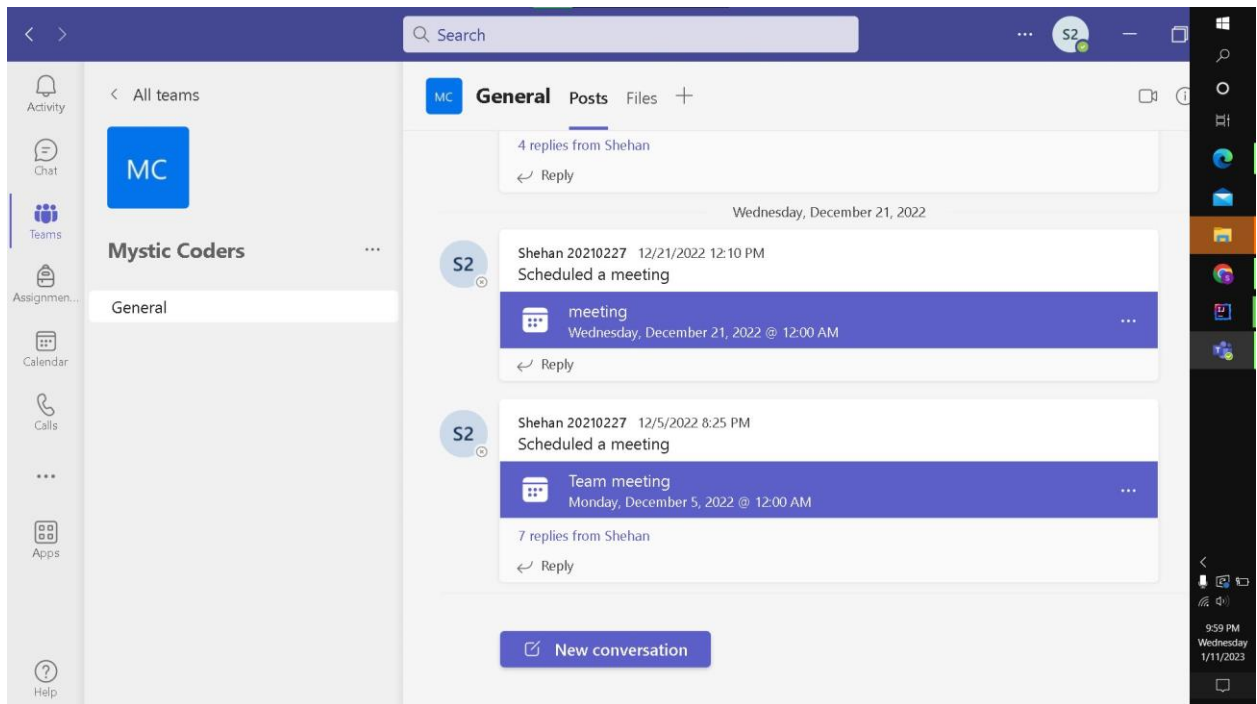 Search
...
S2
Activity
Chat
Teams
Assignmen...
Calendar
Calls
...
Apps
Help
< All teams
MC
Mystic Coders
...
General
MC General Posts Files +
4 replies from Shehan
Reply
Wednesday, December 21, 2022
S2
Shehan 20210227 12/21/2022 12:10 PM
Scheduled a meeting
meeting
Wednesday, December 21, 2022 @ 12:00 AM
...
Reply
S2
Shehan 20210227 12/5/2022 8:25 PM
Scheduled a meeting
Team meeting
Monday, December 5, 2022 @ 12:00 AM
...
7 replies from Shehan
Reply
New conversation
9:59 PM
Wednesday
1/11/2023